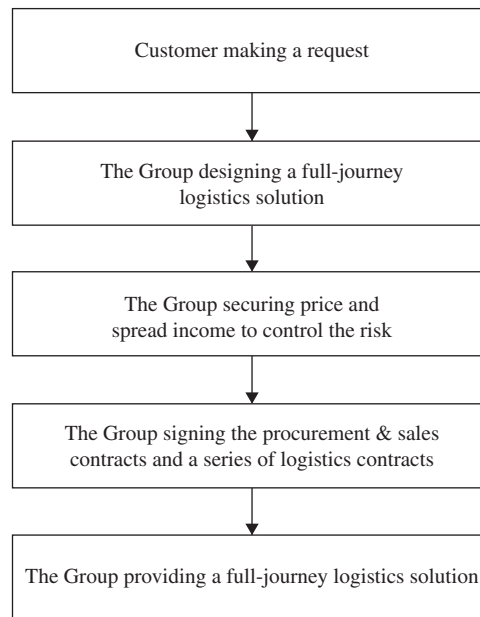 Customer making a request
The Group designing a full-journey
logistics solution
The Group securing price and
spread income to control the risk
The Group signing the procurement & sales
contracts and a series of logistics contracts
The Group providing a full-journey logistics solution